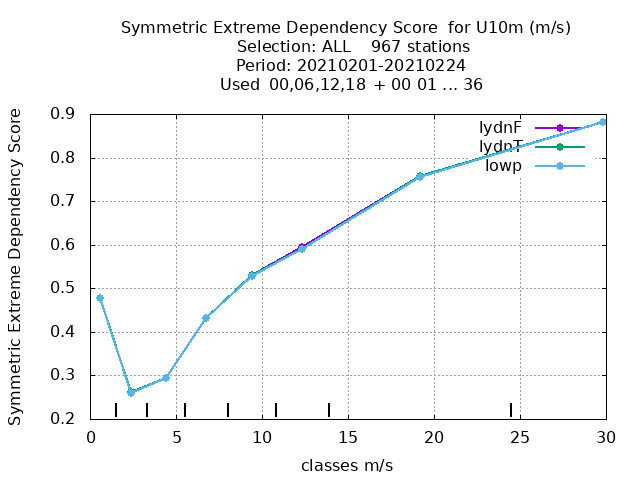 Symmetric Extreme Dependency Score  for U10m (m/s)
Selection: ALL    967 stations
Period: 20210201-20210224
Used  00,06,12,18  + 00 01 ... 36
Symmetric Extreme Dependency Score
0.9
0.8
0.7
0.6
0.5
0.4
0.3
0.2
lydnF
lydnT
lowp
0 5 10 15 20 25 30
classes m/s